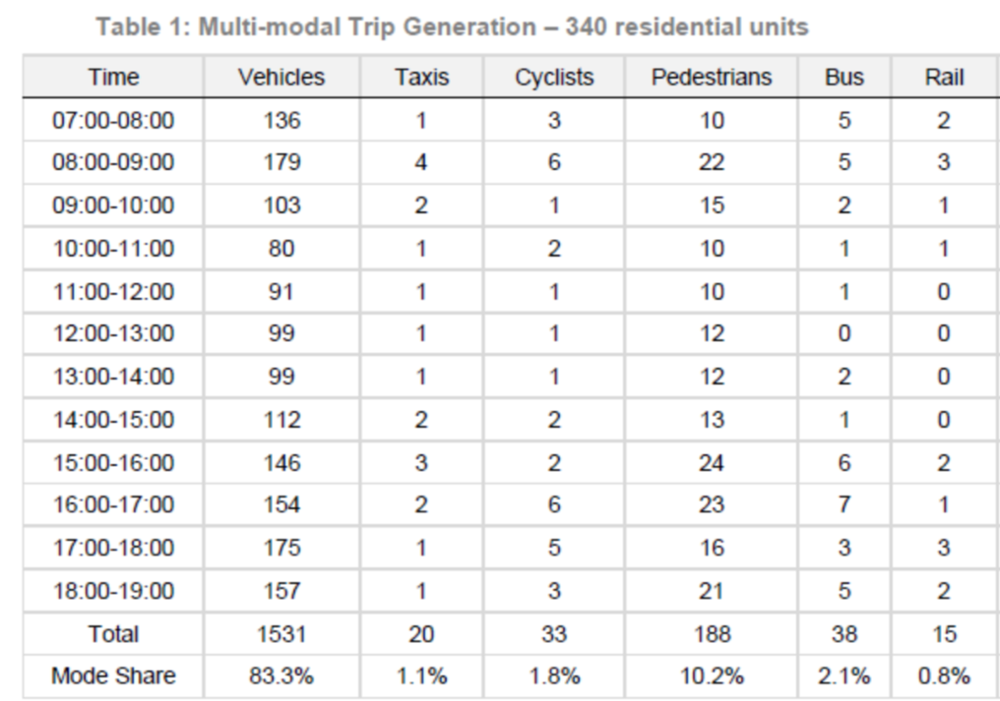 Table 1: Multi-modal Trip Generation – 340 residential units
Time Vehicles Taxis Cyclists Pedestrians Bus Rail
07:00-08:00 136 1 3 10 5 2
08:00-09:00 179 4 6 22 5 3
09:00-10:00 103 2 1 15 2 1
10:00-11:00 80 1 2 10 1 1
11:00-12:00 91 1 1 10 1 0
12:00-13:00 99 1 1 12 0 0
13:00-14:00 99 1 1 12 2 0
14:00-15:00 112 2 2 13 1 0
15:00-16:00 146 3 2 24 6 2
16:00-17:00 154 2 6 23 7 1
17:00-18:00 175 1 5 16 3 3
18:00-19:00 157 1 3 21 5 2
Total 1531 20 33 188 38 15
Mode Share 83.3% 1.1% 1.8% 10.2% 2.1% 0.8%